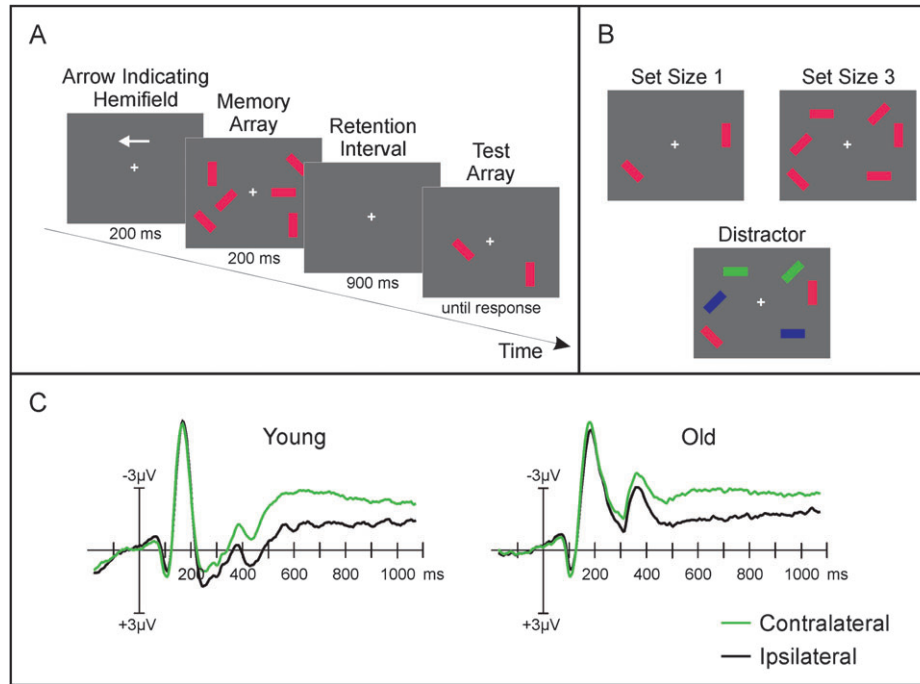 A
Arrow Indicating
Hemifield
Memory
Array
Retention
Interval
Test
Array
200 ms
200 ms
900 ms
until response
Time
B
Set Size 1
Set Size 3
Distractor
C
Young
-3µV
+3µV
200 400 600 800 1000 ms
Old
-3µV
+3µV
200 400 600 800 1000 ms
Contralateral
Ipsilateral